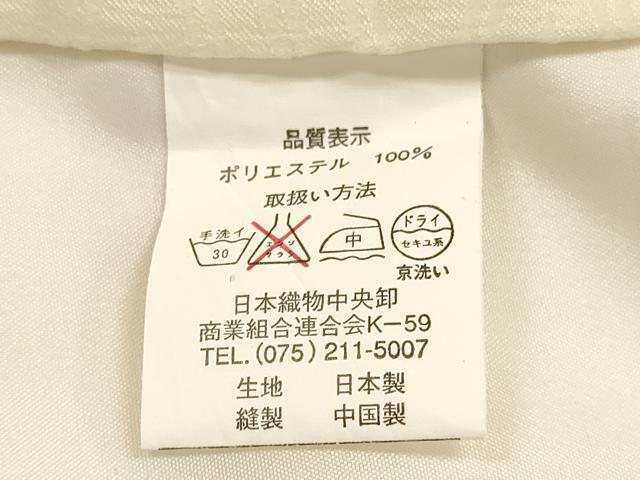 品質表示
ポリエステル 100%
取扱い方法
手洗イ 30
エンソ サラシ
中
ドライ セキユ系
京洗い
日本織物中央卸
商業組合連合会K-59
TEL.(075)211-5007
生地 日本製
縫製 中国製